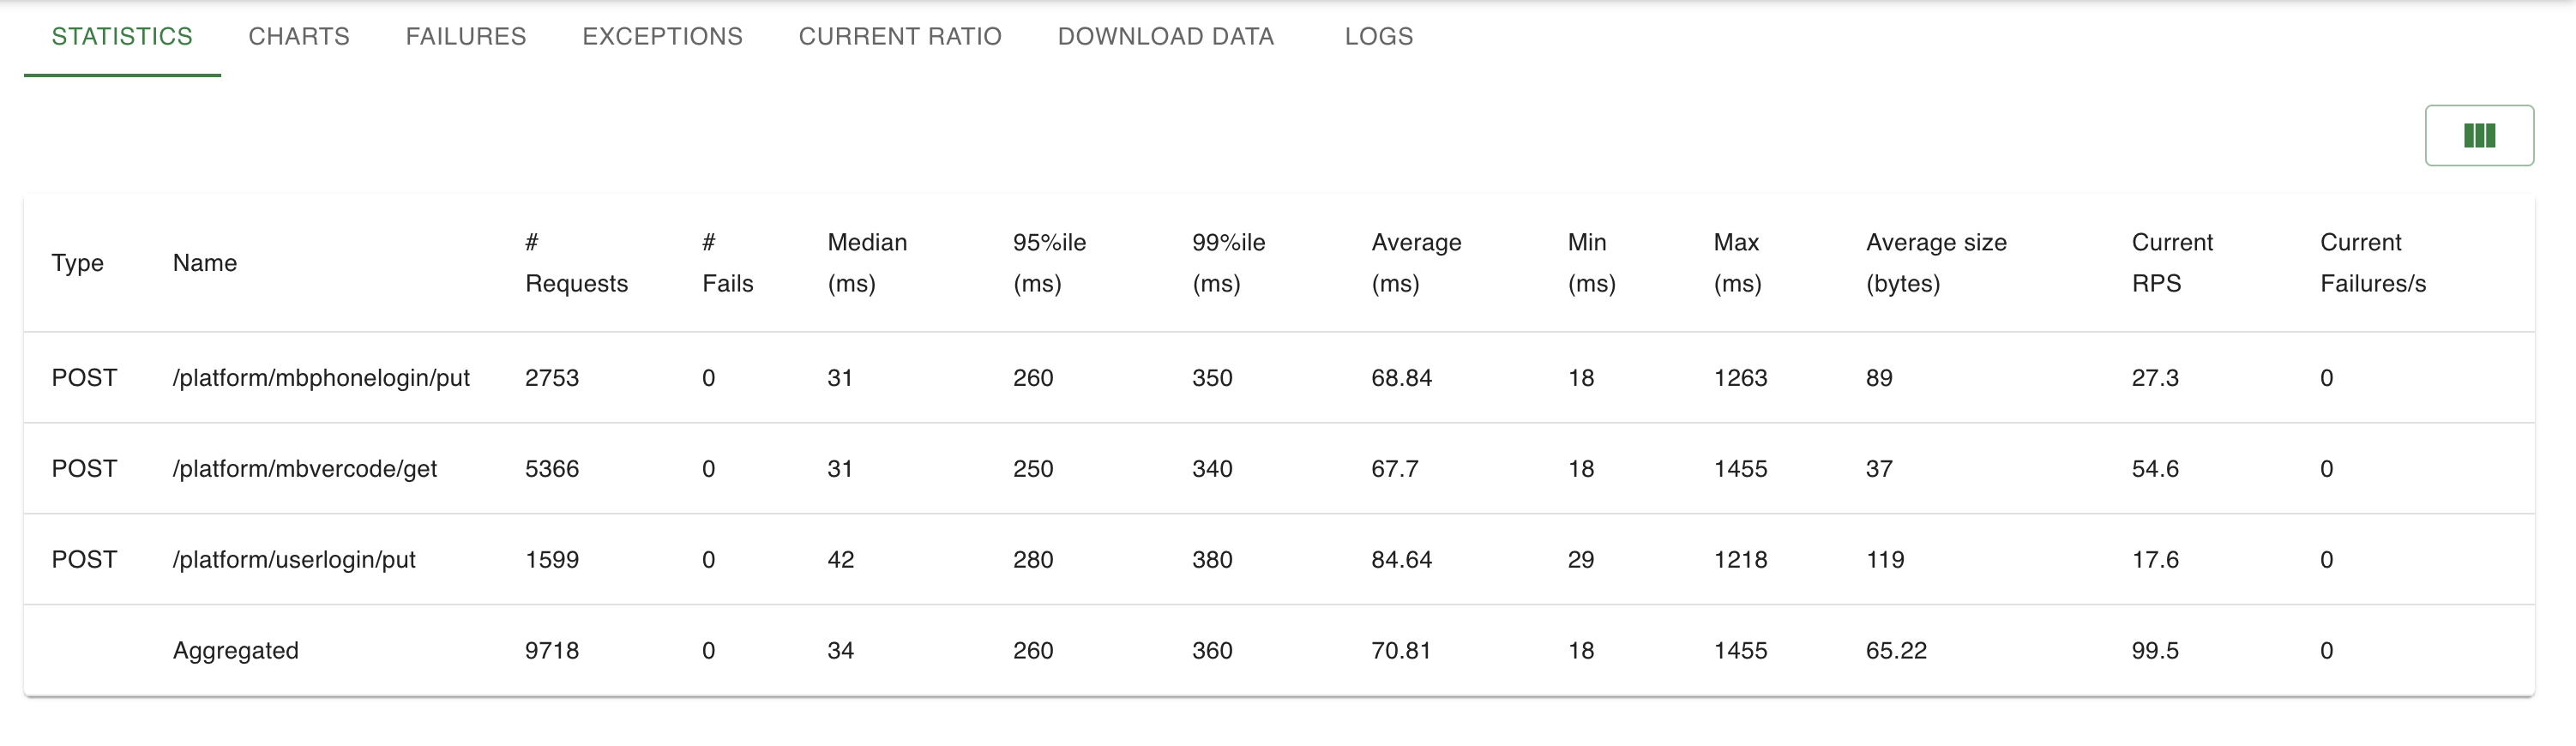 STATISTICS CHARTS FAILURES EXCEPTIONS CURRENT RATIO DOWNLOAD DATA LOGS
Type Name # Requests # Fails Median (ms) 95%ile (ms) 99%ile (ms) Average (ms) Min (ms) Max (ms) Average size (bytes) Current RPS Current Failures/s
POST /platform/mbphonelogin/put 2753 0 31 260 350 68.84 18 1263 89 27.3 0
POST /platform/mbvercode/get 5366 0 31 250 340 67.7 18 1455 37 54.6 0
POST /platform/userlogin/put 1599 0 42 280 380 84.64 29 1218 119 17.6 0
Aggregated 9718 0 34 260 360 70.81 18 1455 65.22 99.5 0